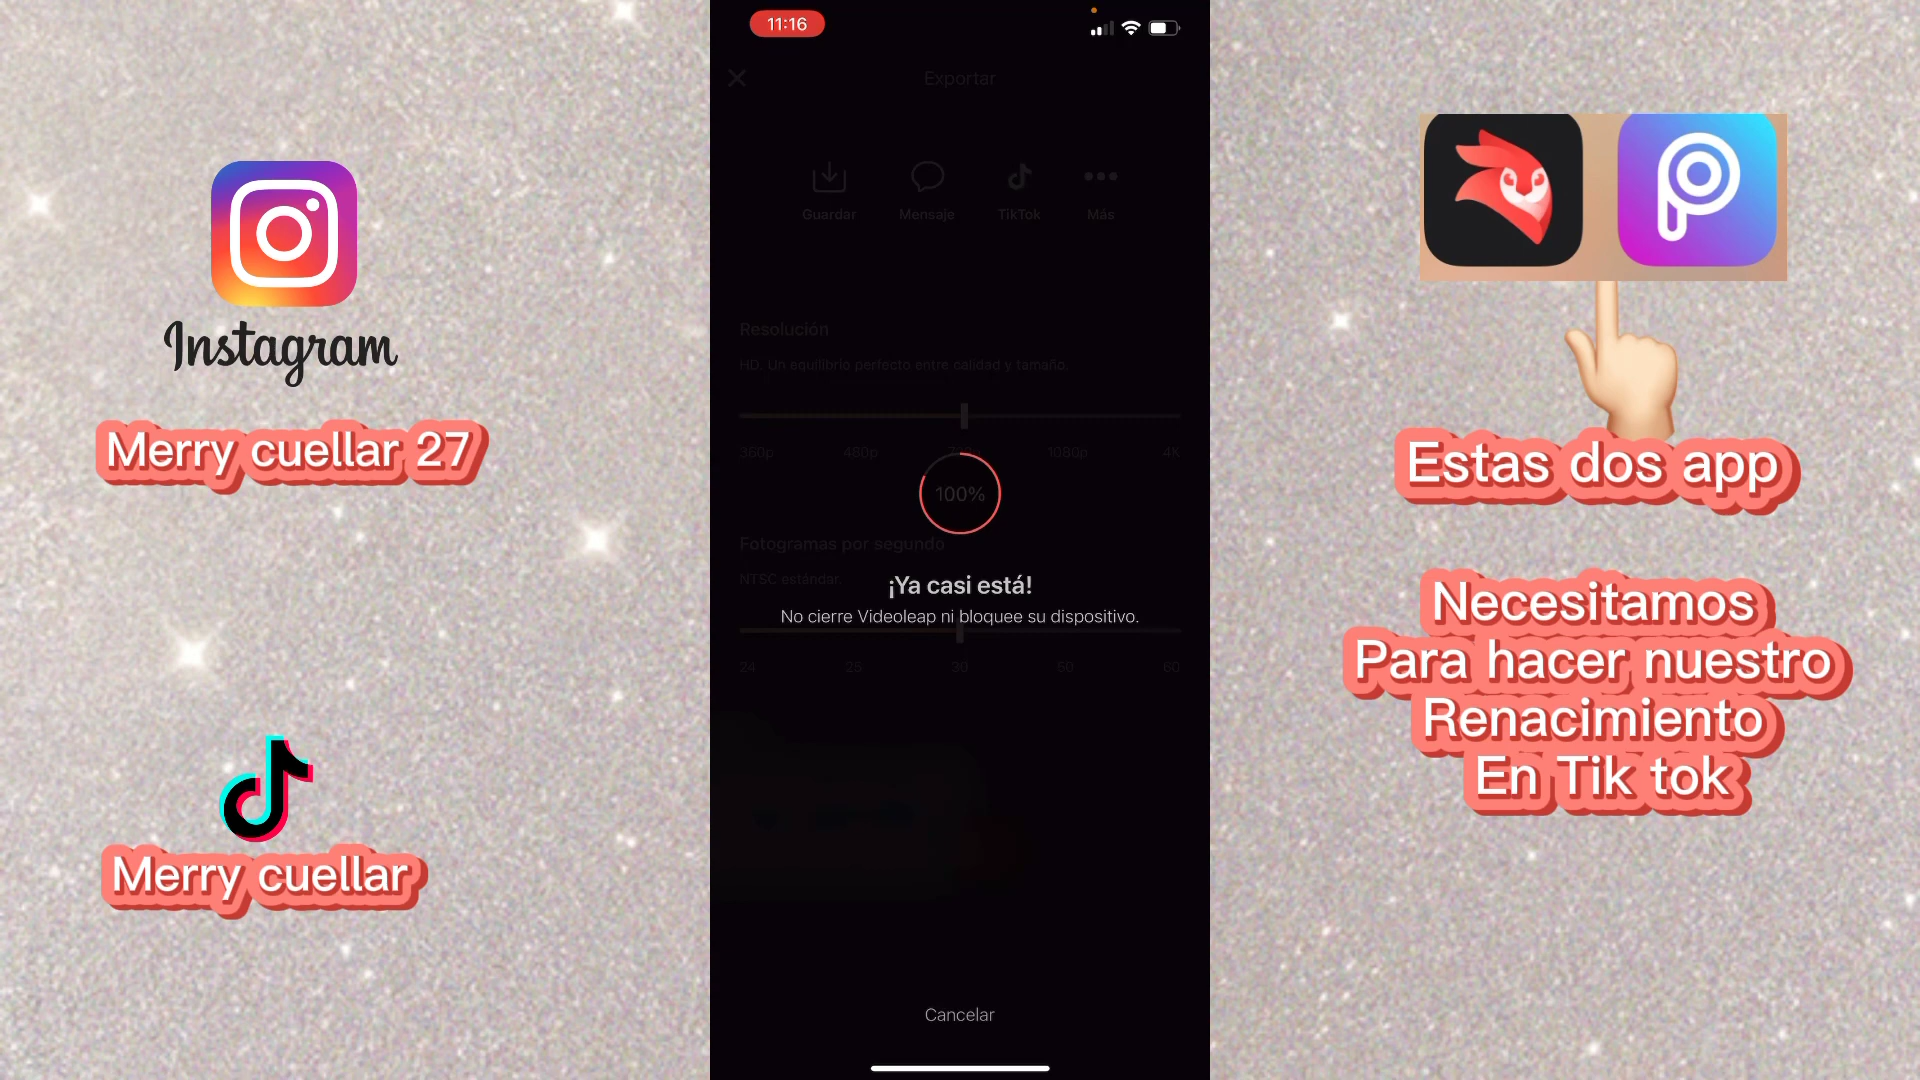 Instagram
Merry cuellar 27
Merry cuellar
11:16
Exportar
Guardar
Mensaje
TikTok
Más
Resolución
HD. Un equilibrio perfecto entre calidad y tamaño.
360p
480p
720p
1080p
4K
100%
Fotogramas por segundo
NTSC estándar.
¡Ya casi está!
No cierre Videoleap ni bloquee su dispositivo.
24
25
30
50
60
Cancelar
Estas dos app
Necesitamos
Para hacer nuestro
Renacimiento
En Tik tok